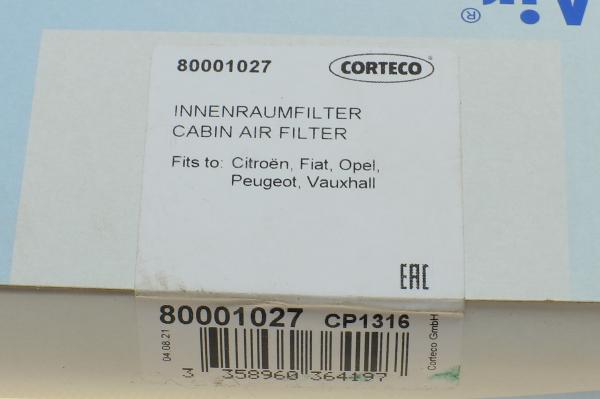 Air®
80001027 CORTECO
INNENRAUMFILTER
CABIN AIR FILTER
Fits to: Citroën, Fiat, Opel,
Peugeot, Vauxhall
EAC
80001027 CP1316
04.08.21
3 358960 364197
Corteco GmbH